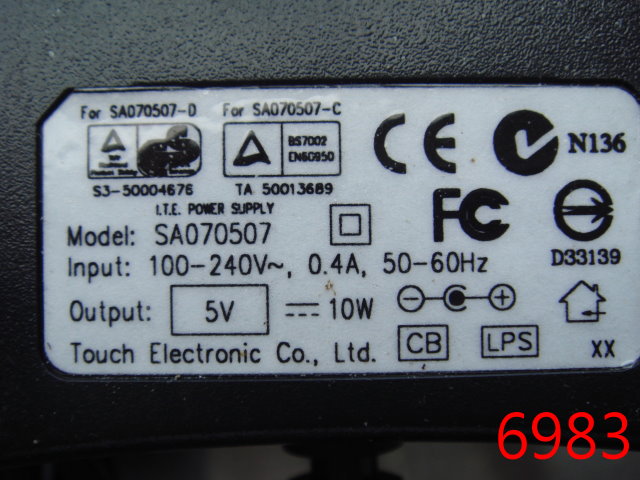 For SA070507-D For SA070507-C
BS7002
EN60950
S3-50004676 TA 50013689
N136
I.T.E. POWER SUPPLY
Model: SA070507
FC
D33139
Input: 100-240V~, 0.4A, 50-60Hz
Output: 5V 10W
Touch Electronic Co., Ltd. CB LPS XX
CE
6983